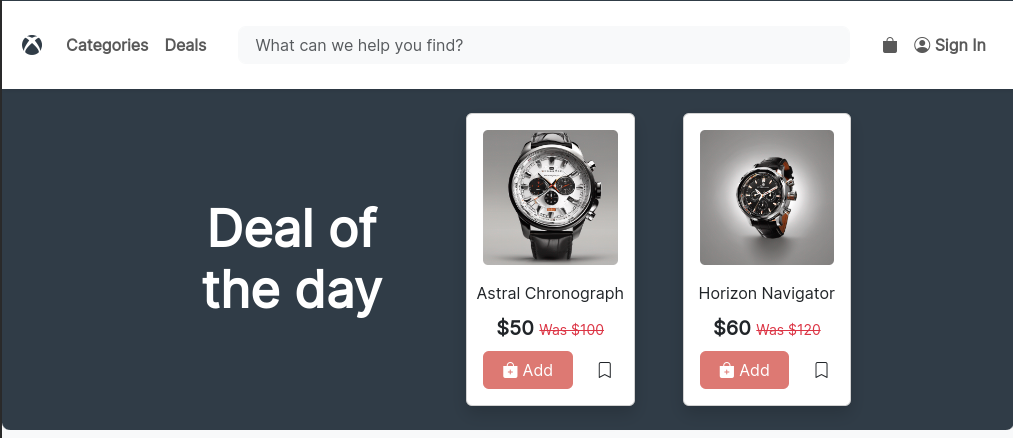 Categories Deals What can we help you find? Sign In
Deal of
the day
Astral Chronograph
$50 Was $100
Add
Horizon Navigator
$60 Was $120
Add